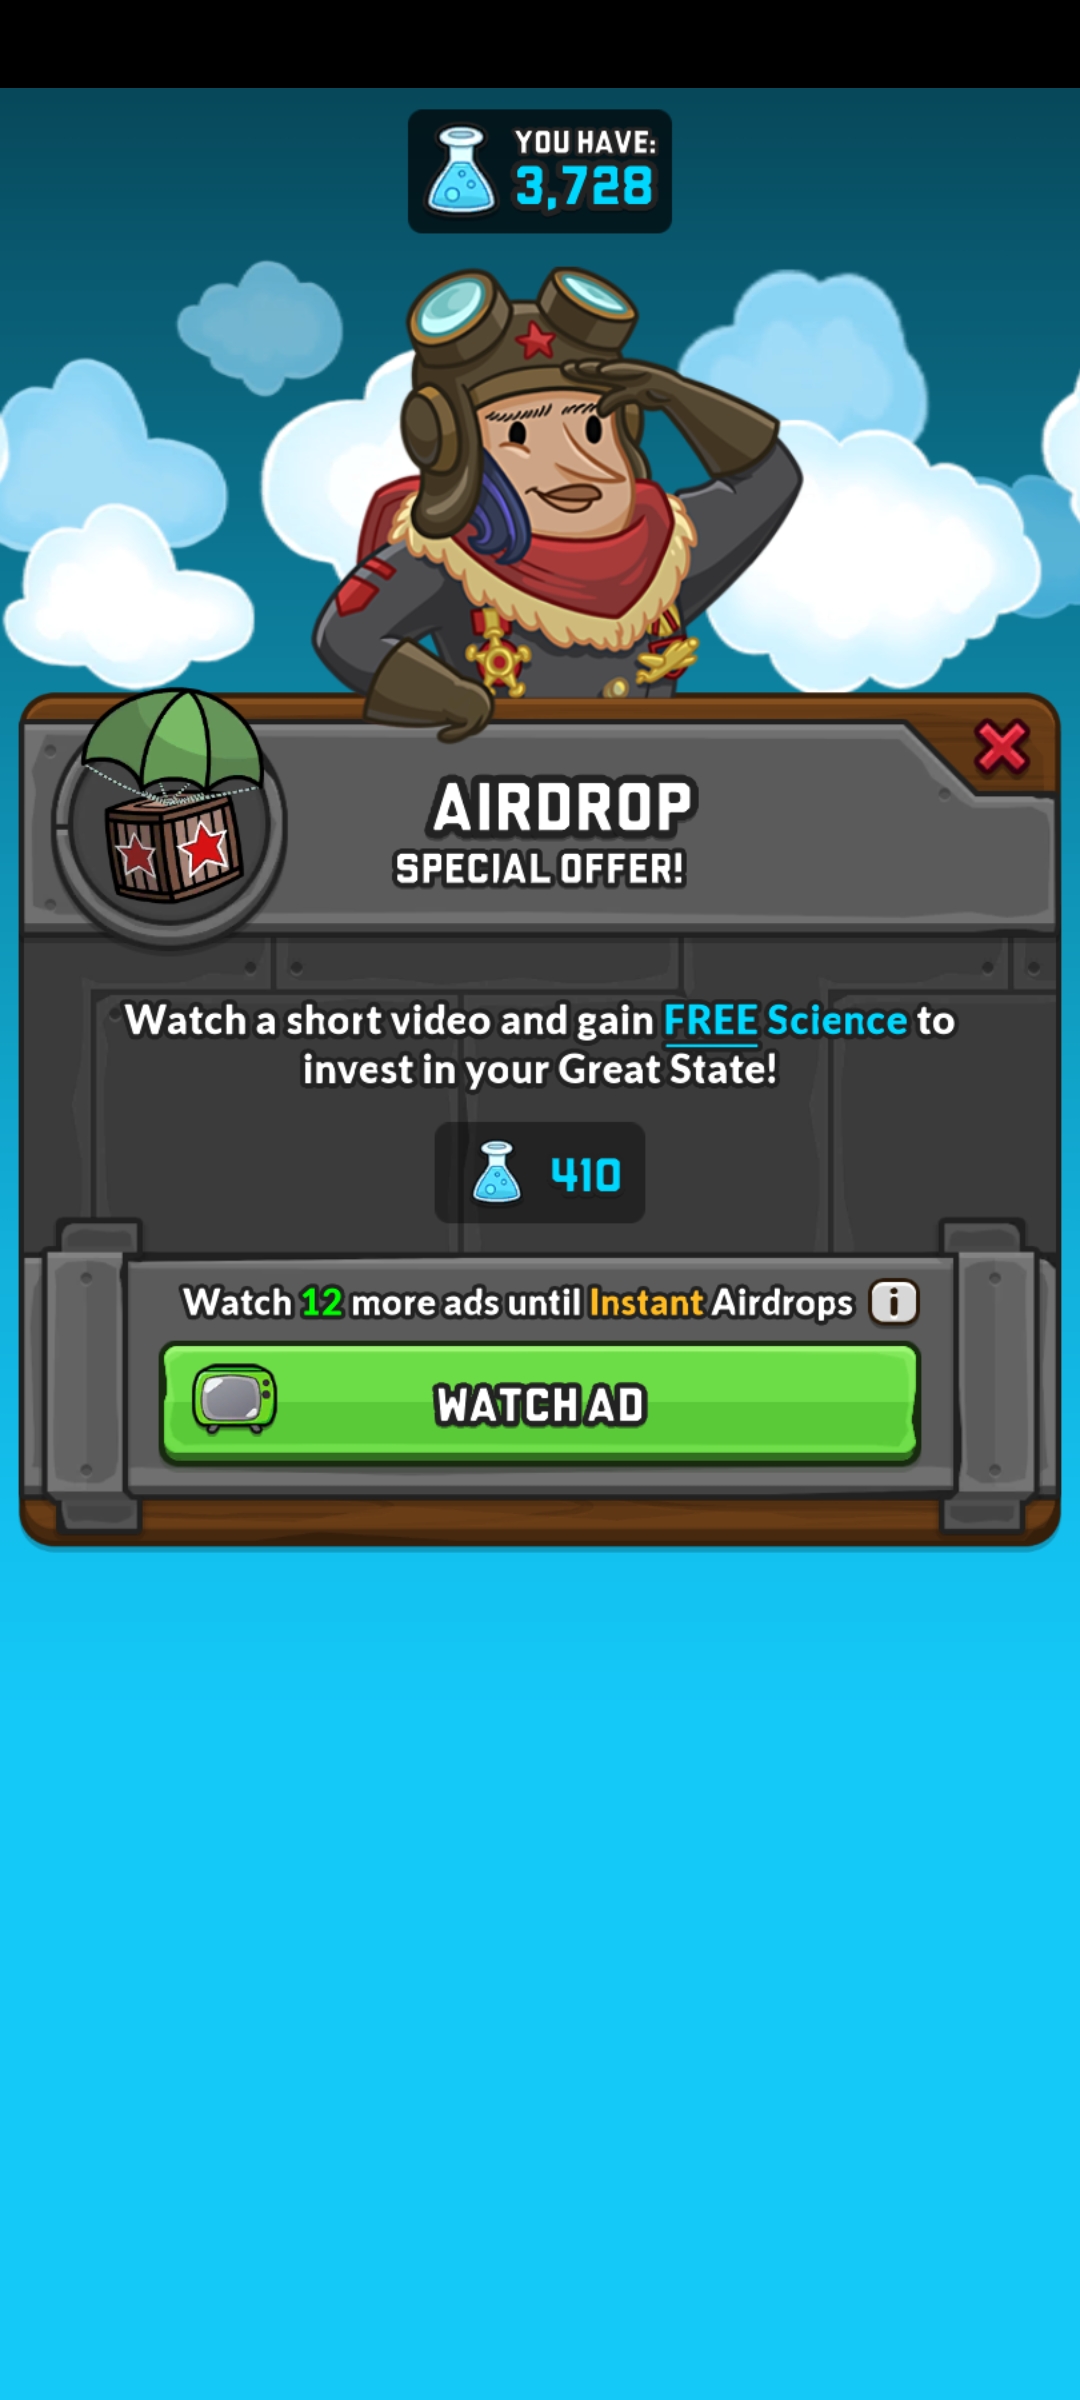 YOU HAVE:
3,728
AIRDROP
SPECIAL OFFER!
Watch a short video and gain FREE Science to
invest in your Great State!
410
Watch 12 more ads until Instant Airdrops i
WATCH AD